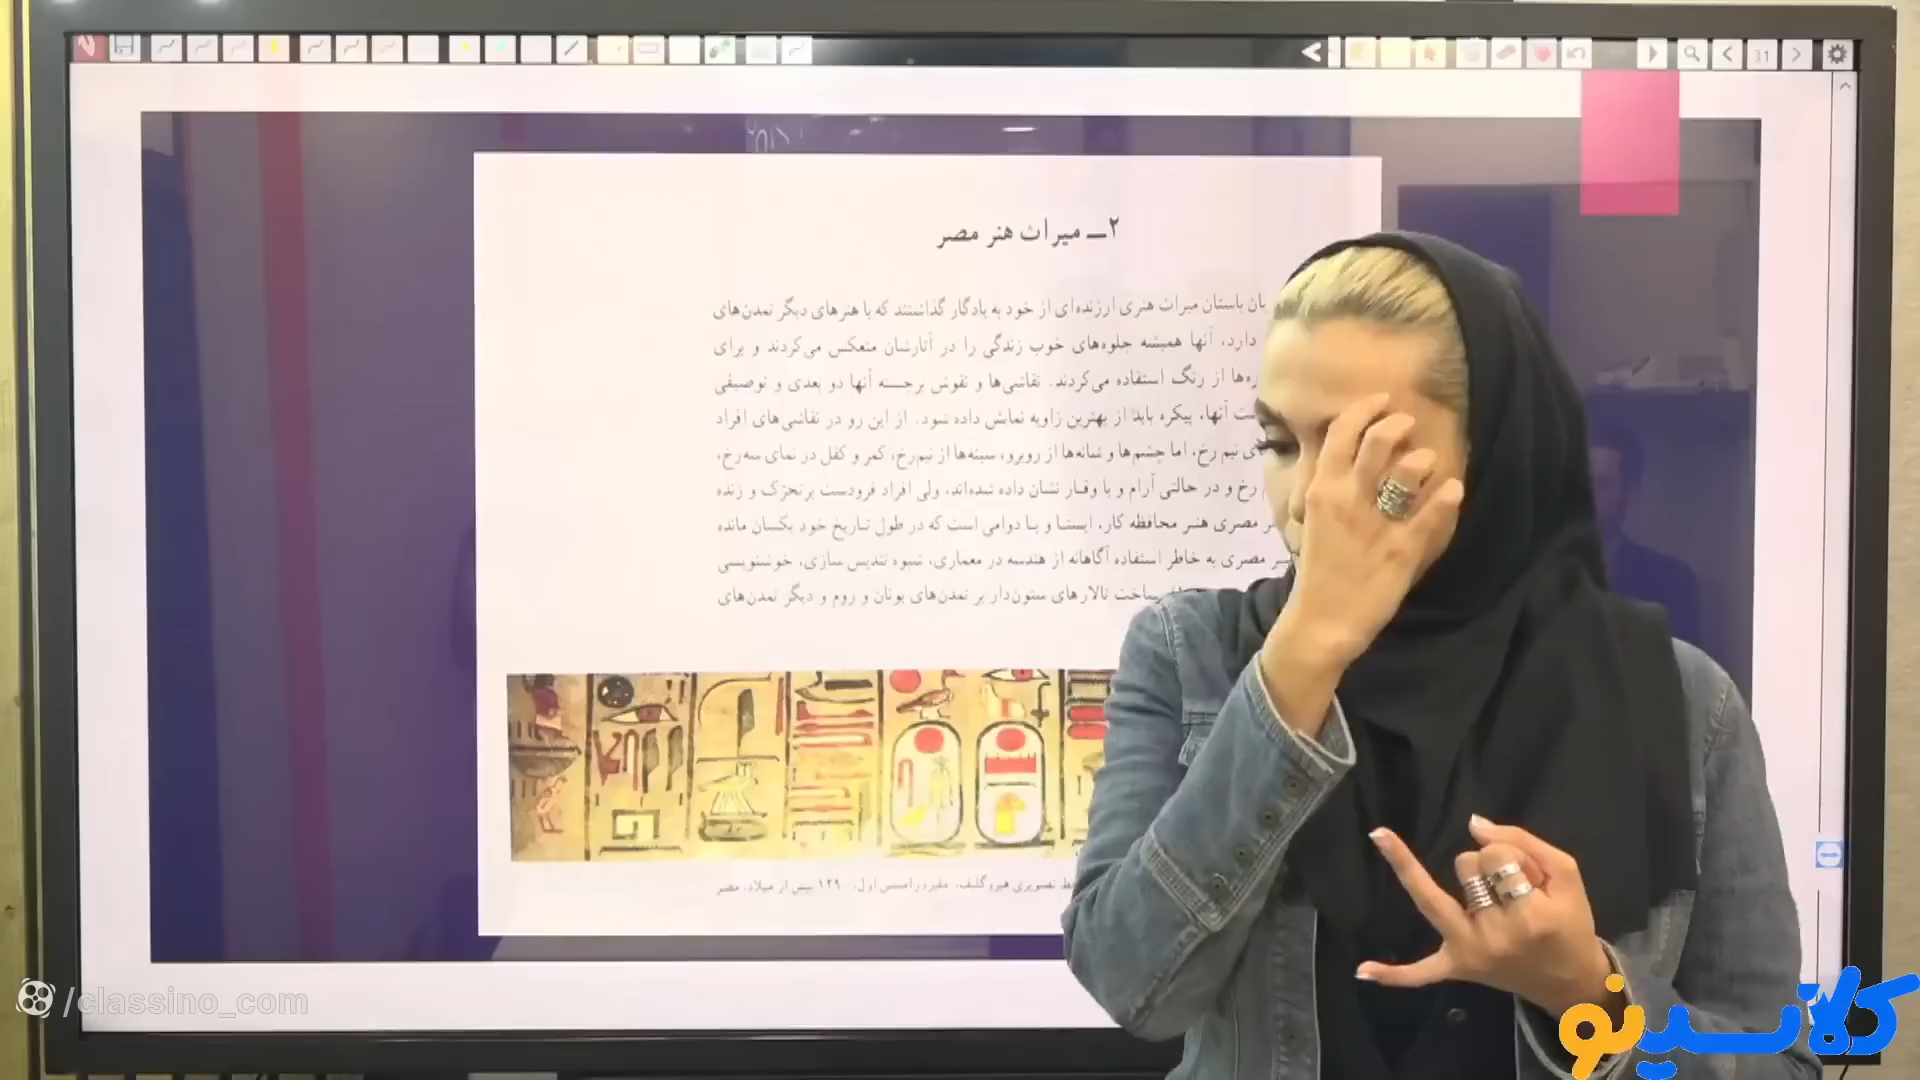 31
۲ــ میراث هنر مصر
باستان میراث هنری ارزنده‌ای از خود به یادگار گذاشتند که با هنرهای دیگر تمدن‌های
دارد، آنها همیشه جلوه‌های خوب زندگی را در آثارشان منعکس می‌کردند و برای
از رنگ استفاده می‌کردند. نقاشی‌ها و نقوش برجسته آنها دو بعدی و توصیفی
آنها، پیکره باید از بهترین زاویه نمایش داده شود. از این رو در نقاشی‌های افراد
نیم رخ، اما چشم‌ها و شانه‌ها از روبرو، سینه‌ها از نیم‌رخ، کمر و کفل در نمای سه‌رخ،
رخ و در حالتی آرام و با وقار نشان داده شده‌اند، ولی افراد فرودست پرتحرک و زنده
مصری هنر محافظه کار، ایستا و با دوامی است که در طول تاریخ خود یکسان مانده
مصری به خاطر استفاده آگاهانه از هندسه در معماری، شیوه تندیس سازی، خوشنویسی
ساخت تالارهای ستون‌دار بر تمدن‌های یونان و روم و دیگر تمدن‌های
تصویری هیروگلیف، مقبره رامسس اول، ۱۲۹ پیش از میلاد، مصر
/classino_com
کلاسینو